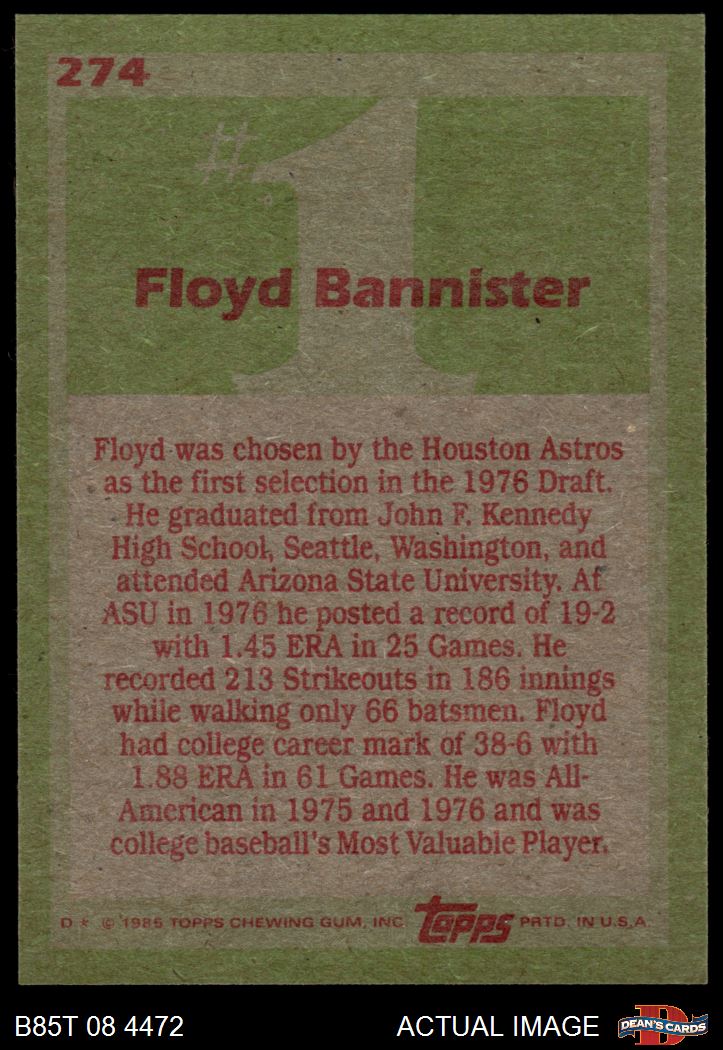 274
#1
Floyd Bannister
Floyd was chosen by the Houston Astros
as the first selection in the 1976 Draft.
He graduated from John F. Kennedy
High School, Seattle, Washington, and
attended Arizona State University. At
ASU in 1976 he posted a record of 19-2
with 1.45 ERA in 25 Games. He
recorded 213 Strikeouts in 186 innings
while walking only 66 batsmen. Floyd
had college career mark of 38-6 with
1.88 ERA in 61 Games. He was All-
American in 1975 and 1976 and was
college baseball's Most Valuable Player.
D * © 1985 TOPPS CHEWING GUM, INC. Topps PRTD. IN U.S.A.
B85T 08 4472 ACTUAL IMAGE D DEAN'S CARDS